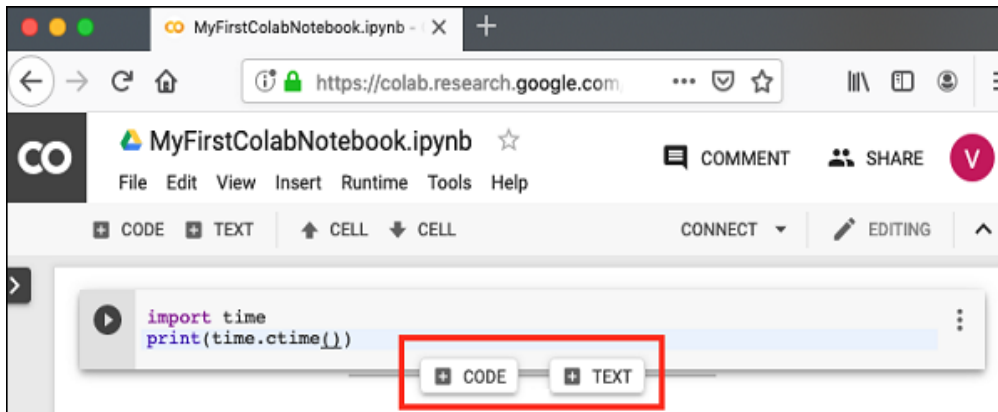 CO MyFirstColabNotebook.ipynb -
https://colab.research.google.com
CO
MyFirstColabNotebook.ipynb
COMMENT SHARE V
File Edit View Insert Runtime Tools Help
CODE TEXT CELL CELL CONNECT EDITING
import time
print(time.ctime())
CODE TEXT